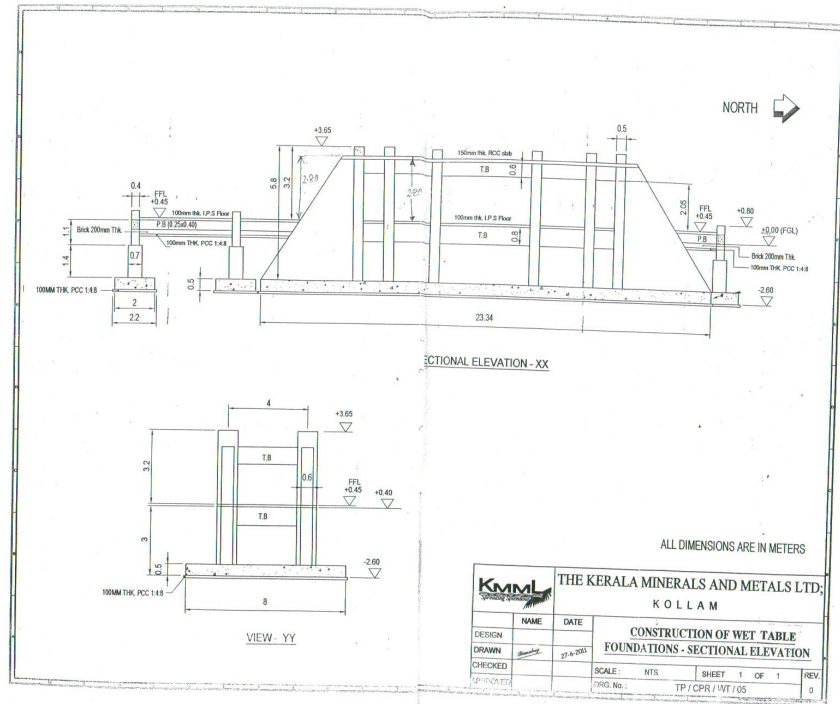 NORTH
+3.65
0.5
150mm thk. RCC slab
T.B
0.6
5.8
3.2
2.80
2.80
0.4
FFL
+0.45
100mm thk. I.P.S Floor
P.B (0.25x0.40)
Brick 200mm Thk.
100mm THK. PCC 1:4:8
1.1
1.4
0.7
100mm thk. I.P.S Floor
T.B
0.8
2.05
FFL
+0.45
+0.60
+0.00 (FGL)
P.B
Brick 200mm Thk.
100mm THK. PCC 1:4:8
-2.60
0.5
100MM THK. PCC 1:4:8
2
2.2
23.34
ECTIONAL ELEVATION - XX
4
+3.65
T.B
3.2
0.6
FFL
+0.45
+0.40
T.B
3
0.5
-2.60
100MM THK. PCC 1:4:8
8
VIEW - YY
ALL DIMENSIONS ARE IN METERS
KMML
THE KERALA MINERALS AND METALS LTD;
KOLLAM
NAME DATE
DESIGN
DRAWN 27-6-2011
CHECKED
APPROVED
CONSTRUCTION OF WET TABLE
FOUNDATIONS - SECTIONAL ELEVATION
SCALE : NTS SHEET 1 OF 1 REV.
DRG. No. : TP / CPR / WT / 05 0